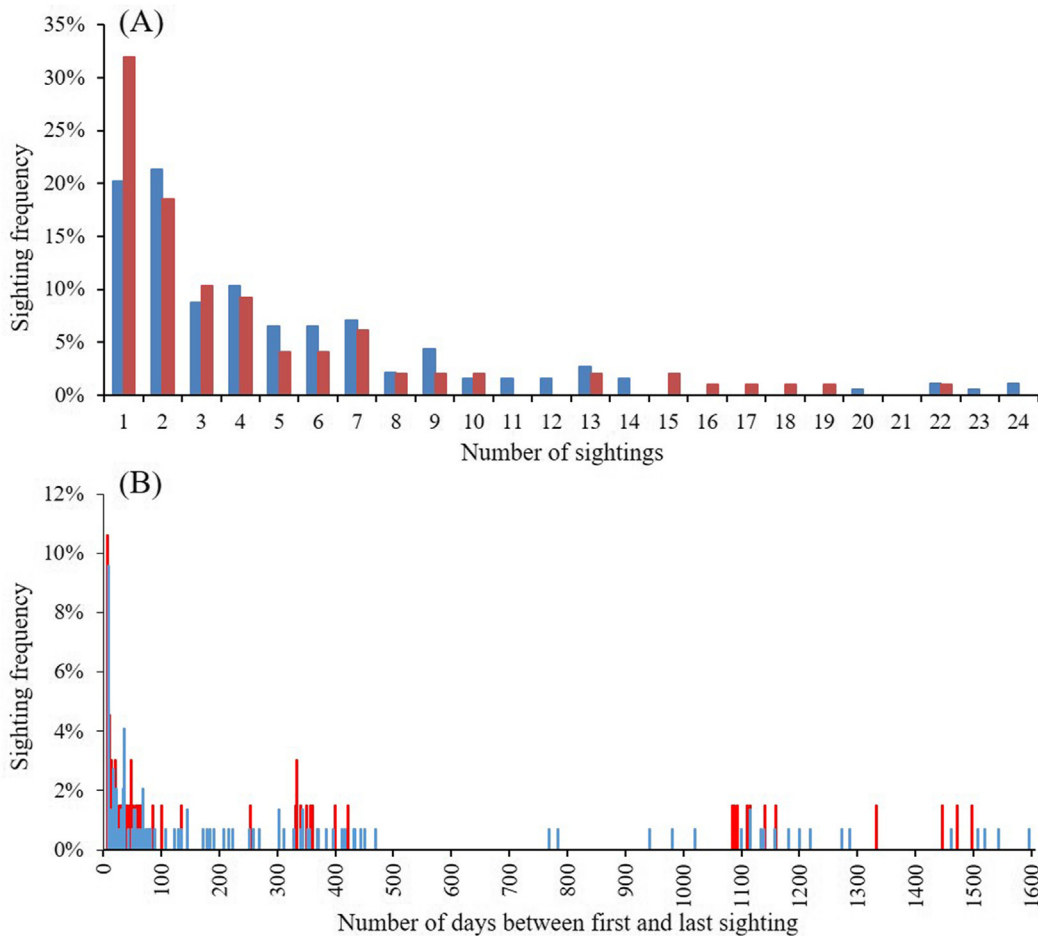 (A)
35%
30%
25%
20%
15%
10%
5%
0%
Sighting frequency
1 2 3 4 5 6 7 8 9 10 11 12 13 14 15 16 17 18 19 20 21 22 23 24
Number of sightings
(B)
12%
10%
8%
6%
4%
2%
0%
Sighting frequency
0 100 200 300 400 500 600 700 800 900 1000 1100 1200 1300 1400 1500 1600
Number of days between first and last sighting